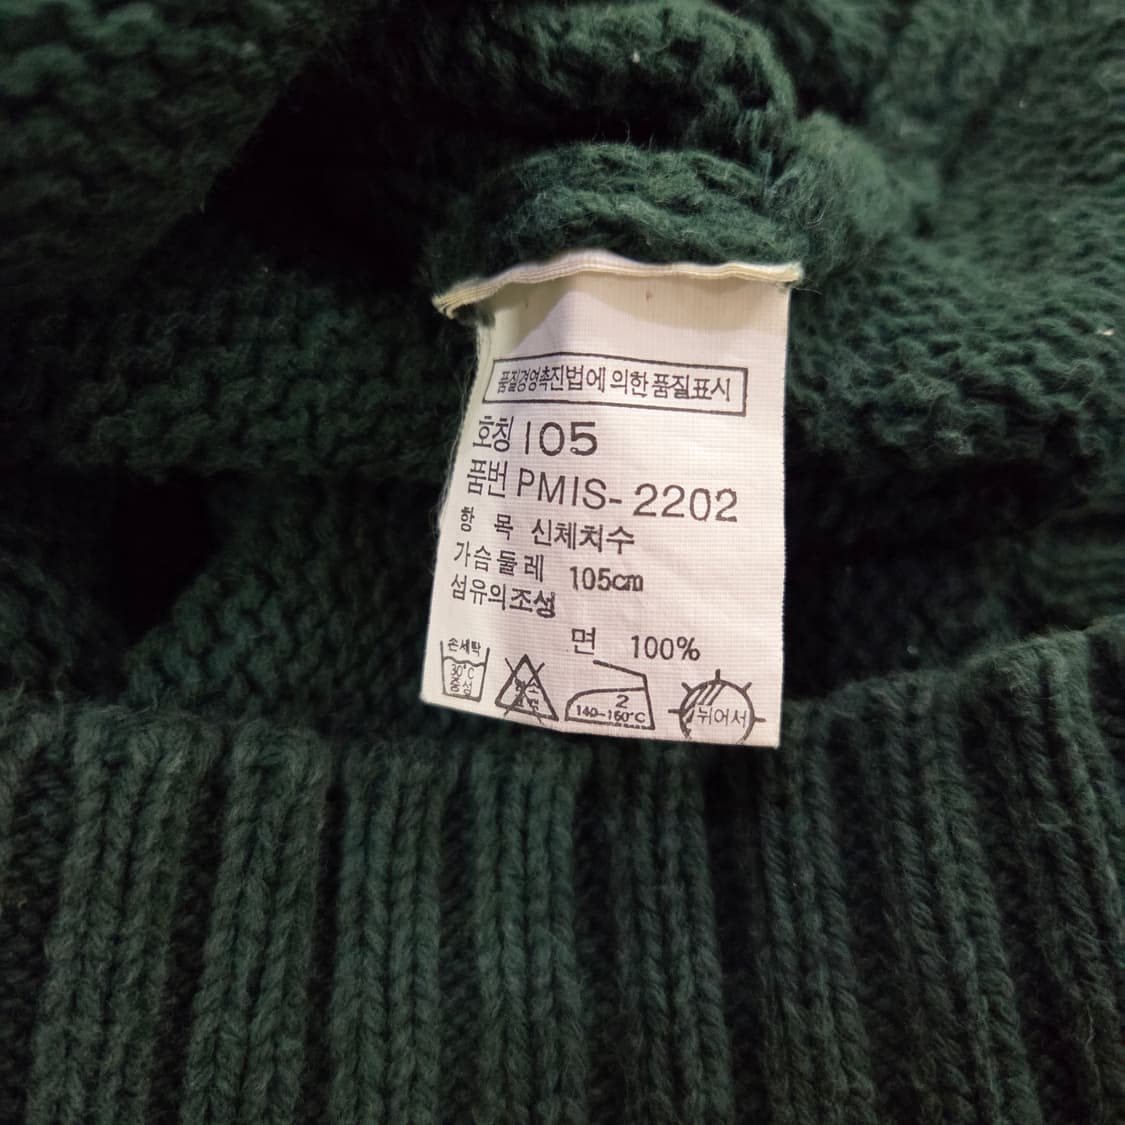 품질경영촉진법에 의한 품질표시
호칭 105
품번 PMIS-2202
항 목 신체치수
가슴둘레 105cm
섬유의조성
면 100%
손세탁
30°C
중성
2
140~160°C
뉘어서